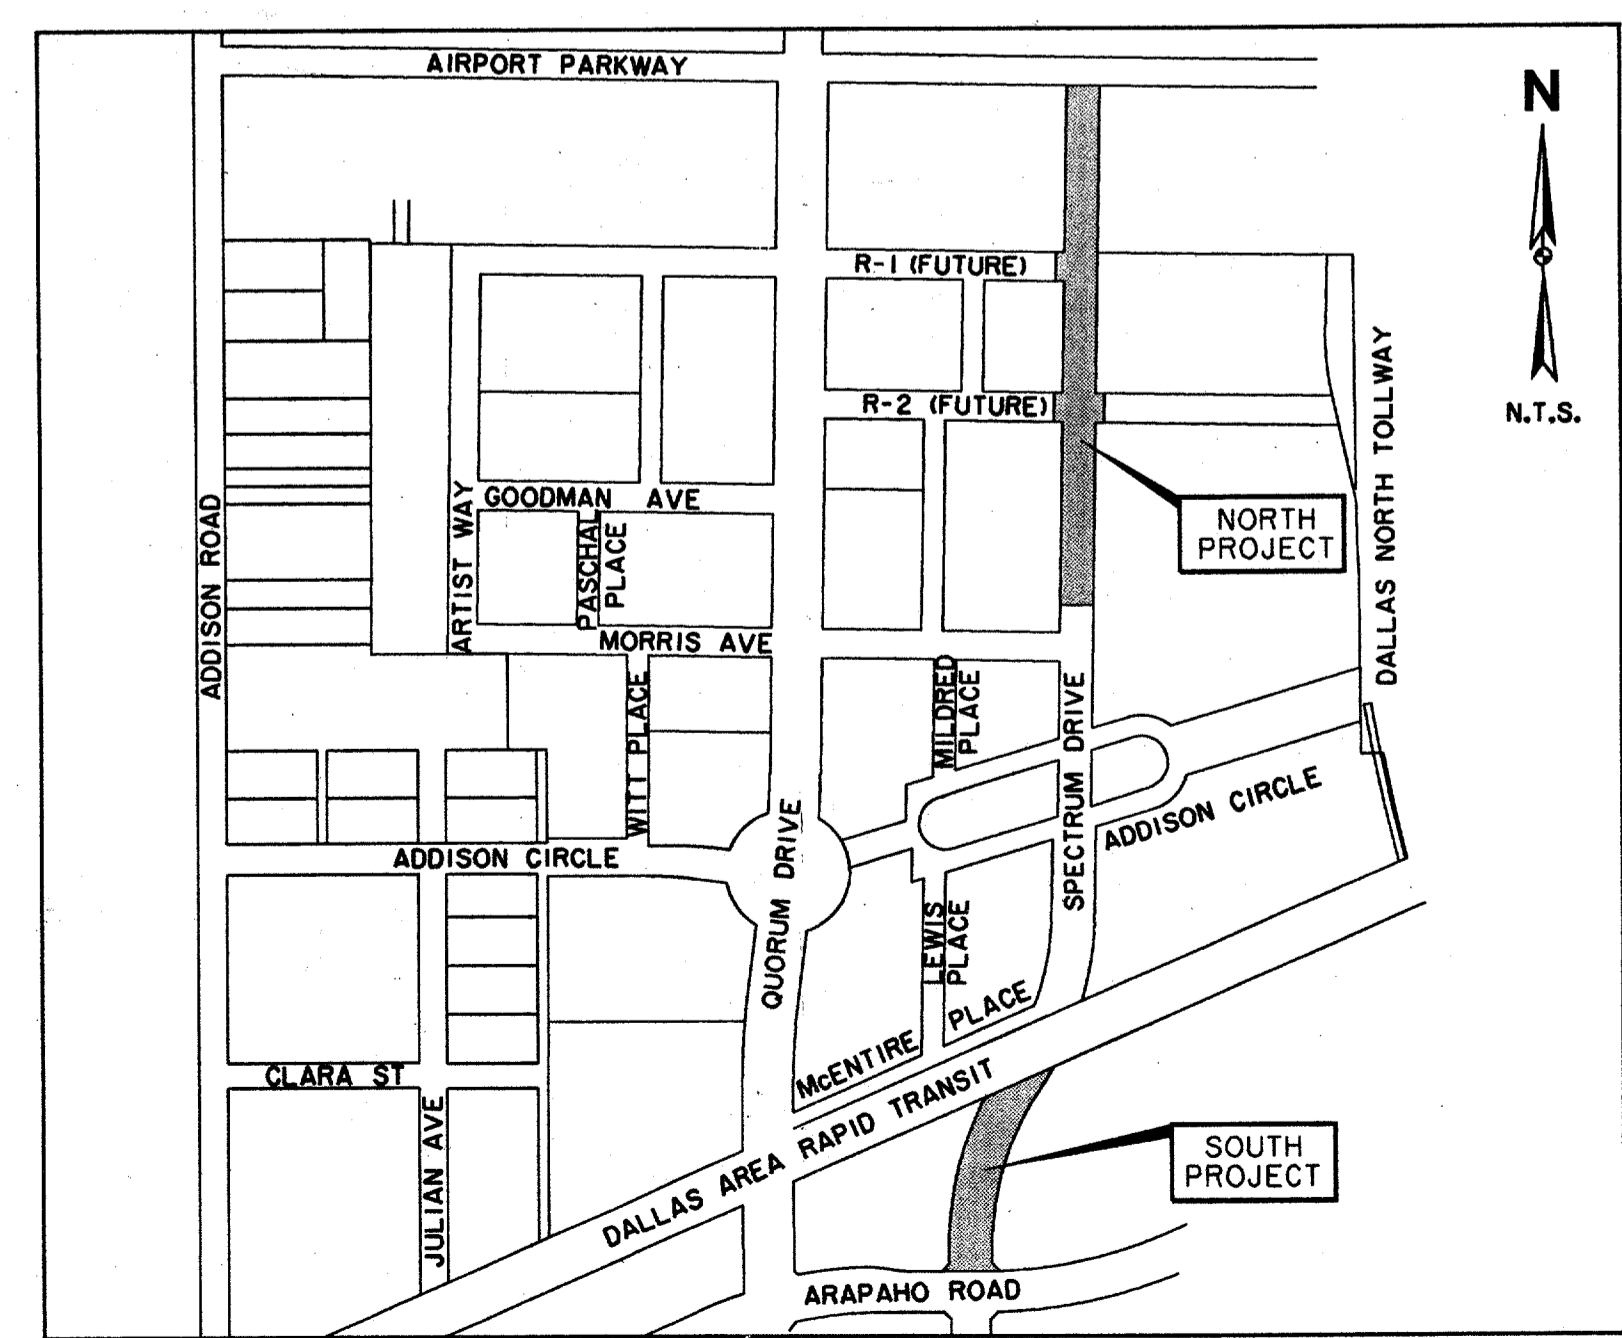 AIRPORT PARKWAY
N
N.T.S.
R-1 (FUTURE)
R-2 (FUTURE)
DALLAS NORTH TOLLWAY
NORTH
PROJECT
ADDISON ROAD
ARTIST WAY
GOODMAN AVE
PASCHAL
PLACE
MORRIS AVE
WITT PLACE
MILDRED
PLACE
SPECTRUM DRIVE
ADDISON CIRCLE
ADDISON CIRCLE
QUORUM DRIVE
LEWIS
PLACE
McENTIRE PLACE
CLARA ST
JULIAN AVE
DALLAS AREA RAPID TRANSIT
SOUTH
PROJECT
ARAPAHO ROAD